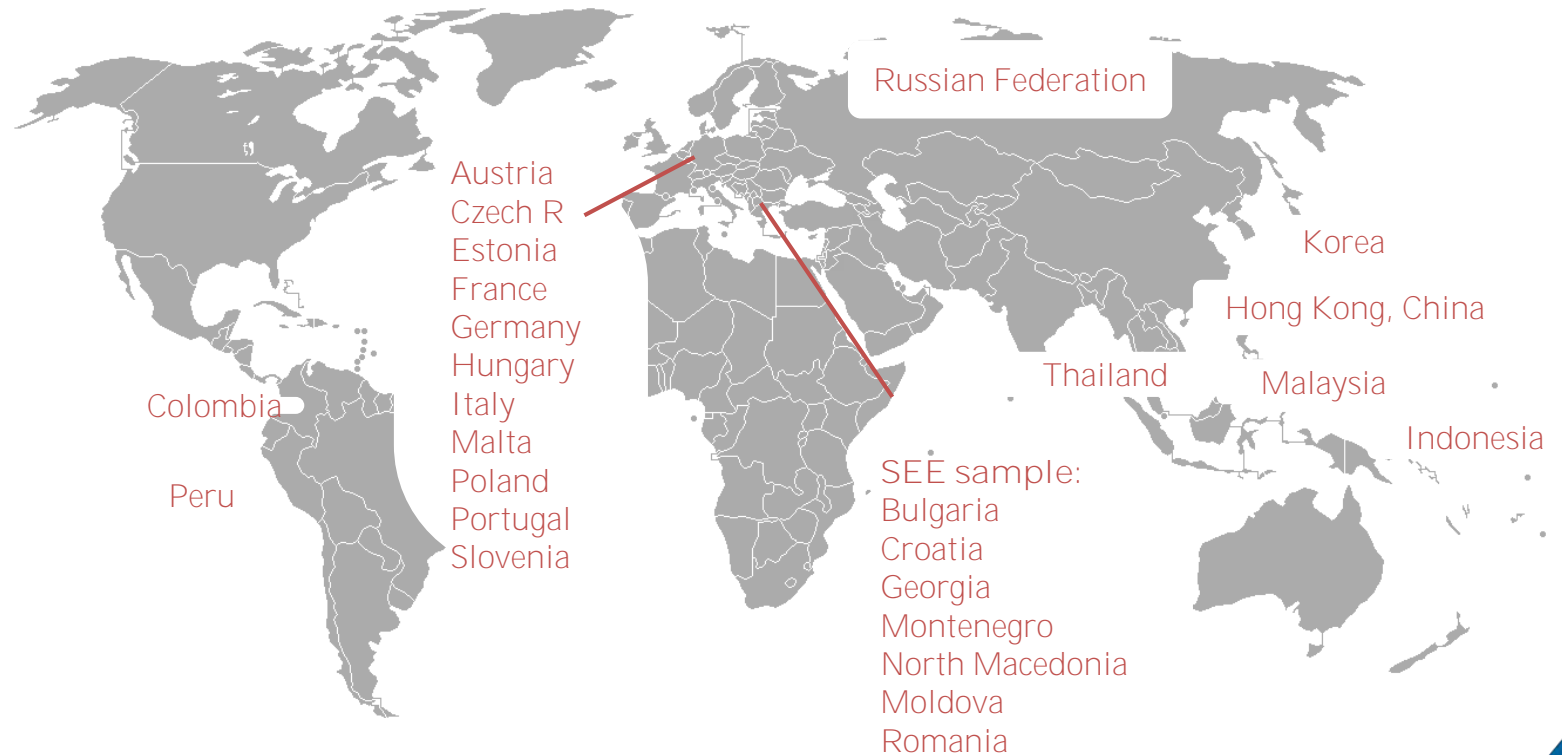 Russian Federation
Austria
Czech R
Estonia
France
Germany
Hungary
Italy
Malta
Poland
Portugal
Slovenia
Colombia
Peru
Korea
Hong Kong, China
Thailand
Malaysia
Indonesia
SEE sample:
Bulgaria
Croatia
Georgia
Montenegro
North Macedonia
Moldova
Romania